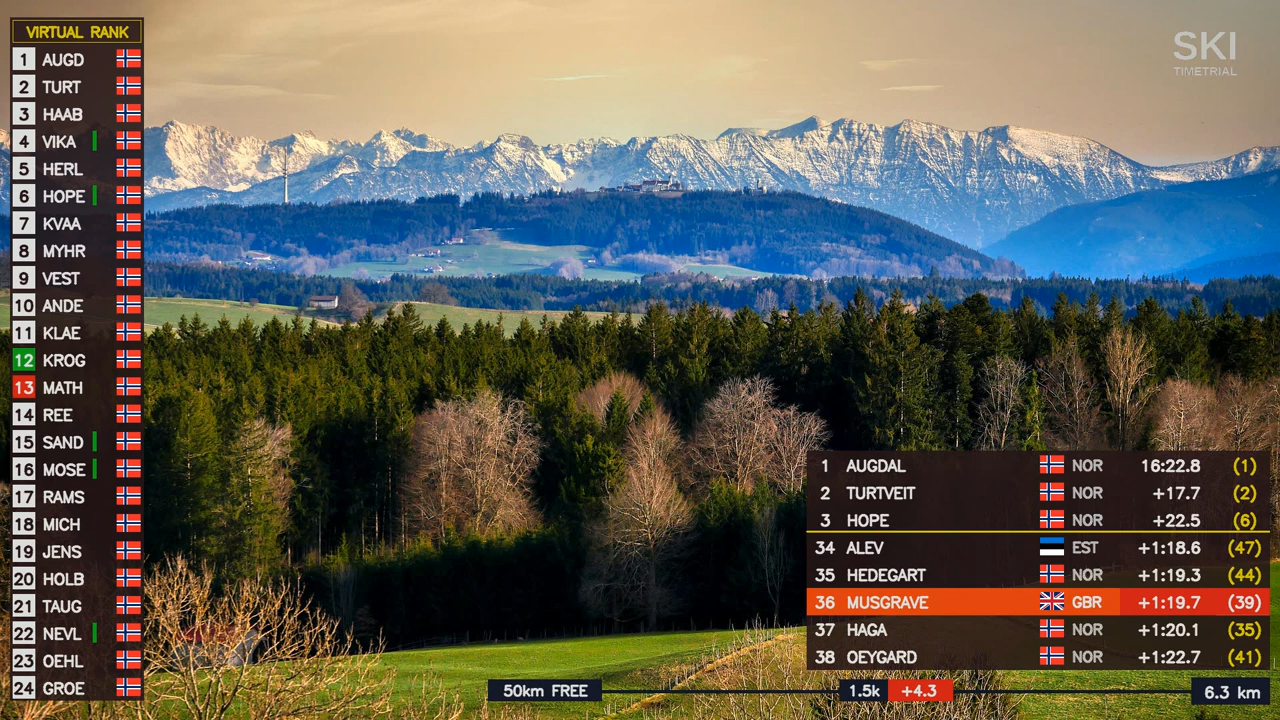 VIRTUAL RANK
1 AUGD
2 TURT
3 HAAB
4 VIKA
5 HERL
6 HOPE
7 KVAA
8 MYHR
9 VEST
10 ANDE
11 KLAE
12 KROG
13 MATH
14 REE
15 SAND
16 MOSE
17 RAMS
18 MICH
19 JENS
20 HOLB
21 TAUG
22 NEVL
23 OEHL
24 GROE
SKI
TIMETRIAL
1 AUGDAL NOR 16:22.8 (1)
2 TURTVEIT NOR +17.7 (2)
3 HOPE NOR +22.5 (6)
34 ALEV EST +1:18.6 (47)
35 HEDEGART NOR +1:19.3 (44)
36 MUSGRAVE GBR +1:19.7 (39)
37 HAGA NOR +1:20.1 (35)
38 OEYGARD NOR +1:22.7 (41)
50km FREE 1.5k +4.3 6.3 km